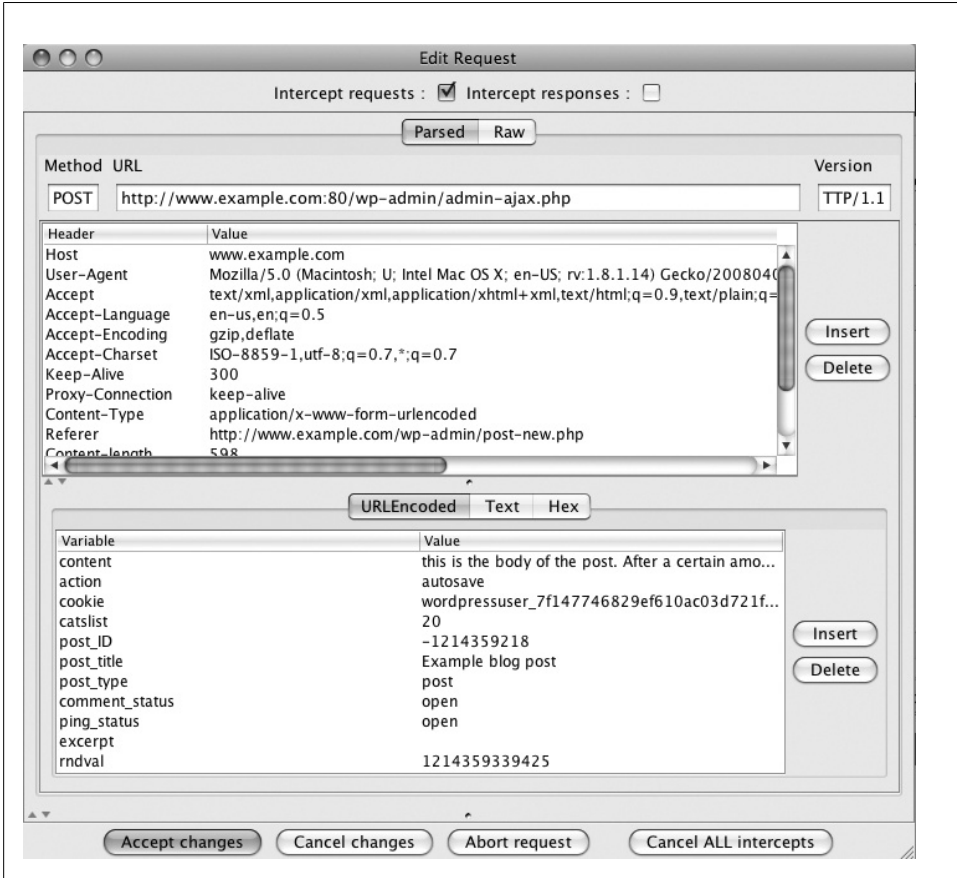 Edit Request
Intercept requests : Intercept responses :
Parsed Raw
Method URL Version
POST http://www.example.com:80/wp-admin/admin-ajax.php TTP/1.1
Header Value
Host www.example.com
User-Agent Mozilla/5.0 (Macintosh; U; Intel Mac OS X; en-US; rv:1.8.1.14) Gecko/2008040
Accept text/xml,application/xml,application/xhtml+xml,text/html;q=0.9,text/plain;q=
Accept-Language en-us,en;q=0.5
Accept-Encoding gzip,deflate
Insert
Accept-Charset ISO-8859-1,utf-8;q=0.7,*;q=0.7
Keep-Alive 300
Delete
Proxy-Connection keep-alive
Content-Type application/x-www-form-urlencoded
Referer http://www.example.com/wp-admin/post-new.php
Content-length 598
URLEncoded Text Hex
Variable Value
content this is the body of the post. After a certain amo...
action autosave
cookie wordpressuser_7f147746829ef610ac03d721f...
catslist 20
post_ID -1214359218
Insert
post_title Example blog post
Delete
post_type post
comment_status open
ping_status open
excerpt
rndval 1214359339425
Accept changes Cancel changes Abort request Cancel ALL intercepts